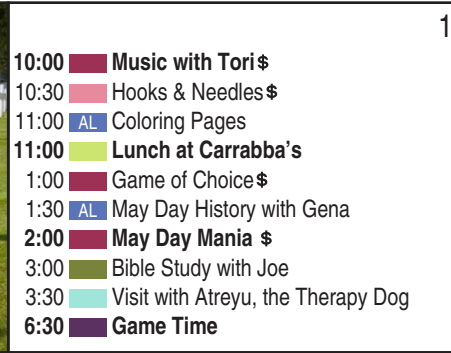 1
10:00 Music with Tori $
10:30 Hooks & Needles $
11:00 AL Coloring Pages
11:00 Lunch at Carrabba's
1:00 Game of Choice $
1:30 AL May Day History with Gena
2:00 May Day Mania $
3:00 Bible Study with Joe
3:30 Visit with Atreyu, the Therapy Dog
6:30 Game Time